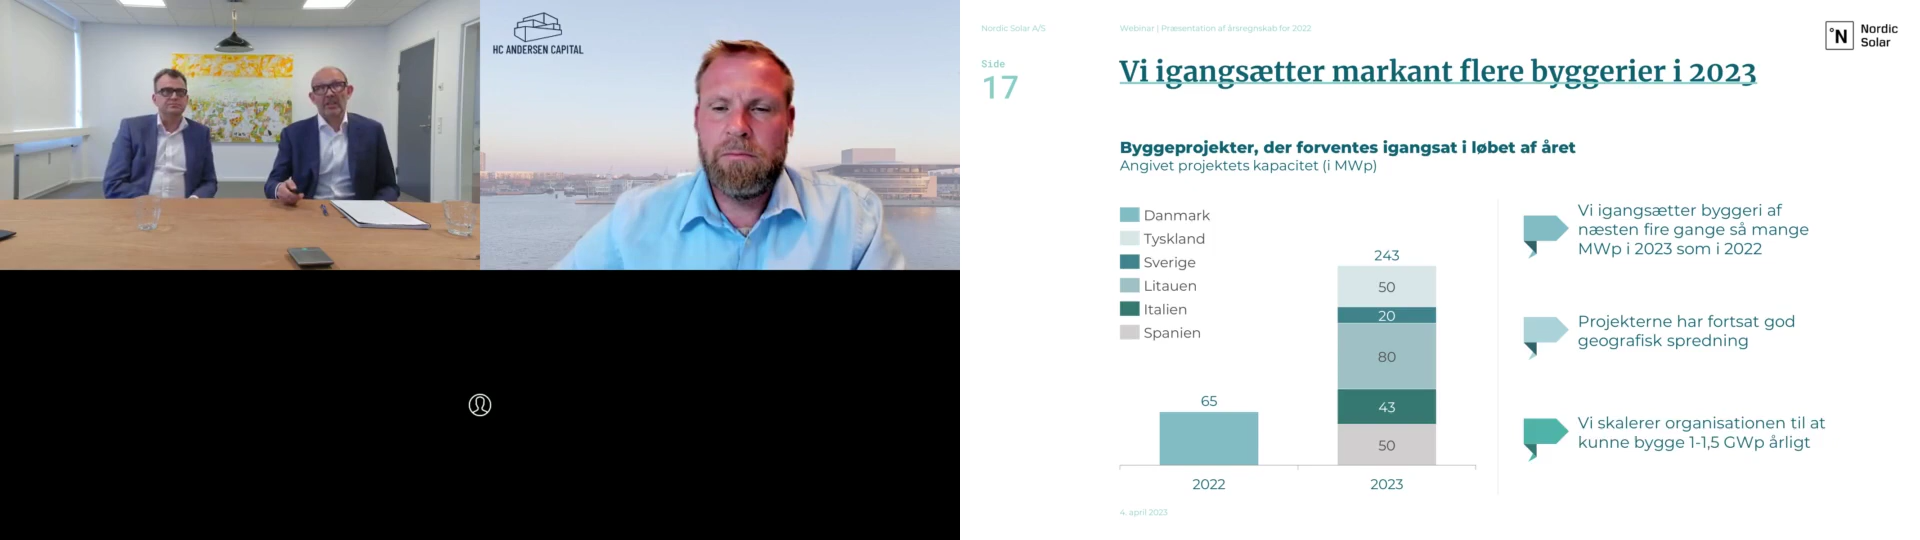 HC ANDERSEN CAPITAL
Nordic Solar A/S
Webinar | Præsentation af årsregnskab for 2022
°N Nordic
Solar
Side
17
Vi igangsætter markant flere byggerier i 2023
Byggeprojekter, der forventes igangsat i løbet af året
Angivet projektets kapacitet (i MWp)
Danmark
Tyskland
Sverige
Litauen
Italien
Spanien
65
2022
243
50
20
80
43
50
2023
Vi igangsætter byggeri af
næsten fire gange så mange
MWp i 2023 som i 2022
Projekterne har fortsat god
geografisk spredning
Vi skalerer organisationen til at
kunne bygge 1-1,5 GWp årligt
4. april 2023